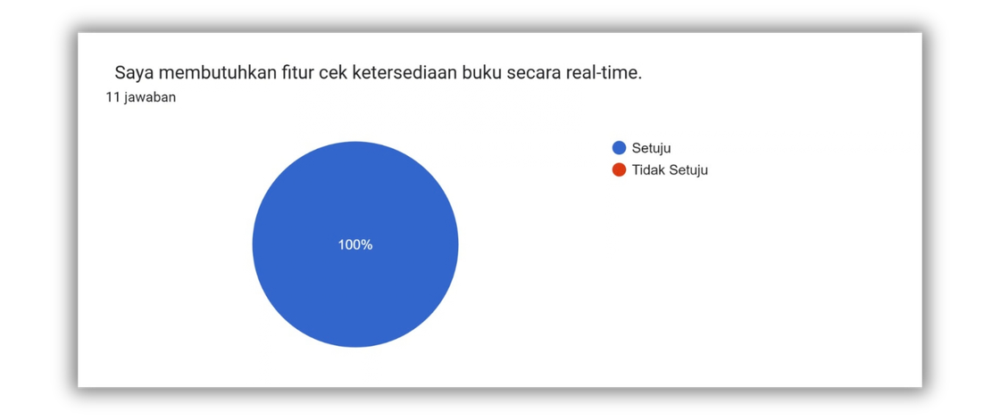 Saya membutuhkan fitur cek ketersediaan buku secara real-time.
11 jawaban
Setuju
Tidak Setuju
100%